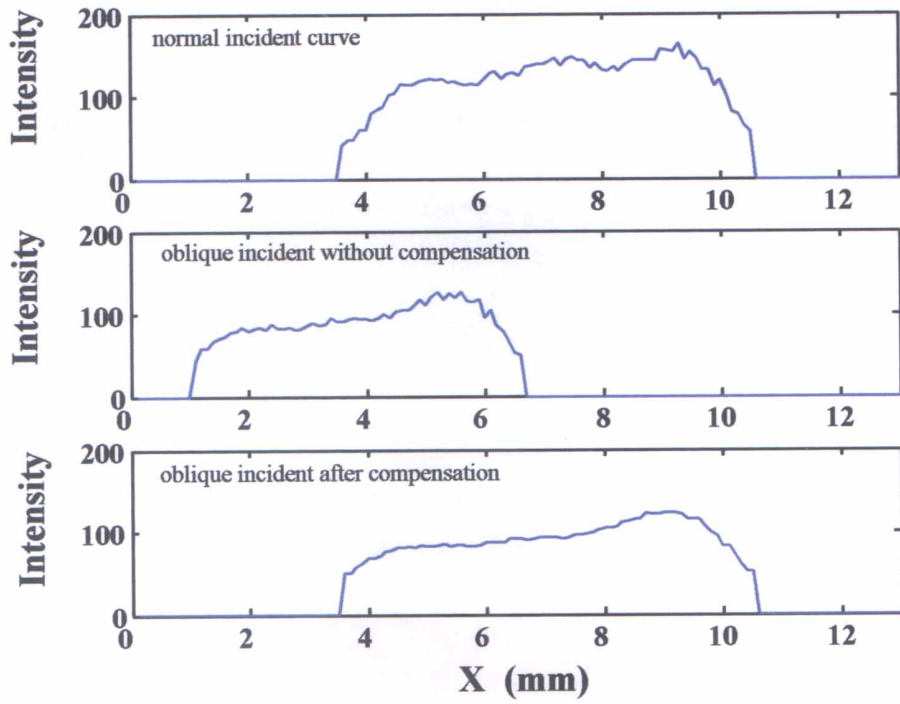 200
normal incident curve
Intensity
100
0
0 2 4 6 8 10 12
200
oblique incident without compensation
Intensity
100
0
0 2 4 6 8 10 12
200
oblique incident after compensation
Intensity
100
0
0 2 4 6 8 10 12
X (mm)